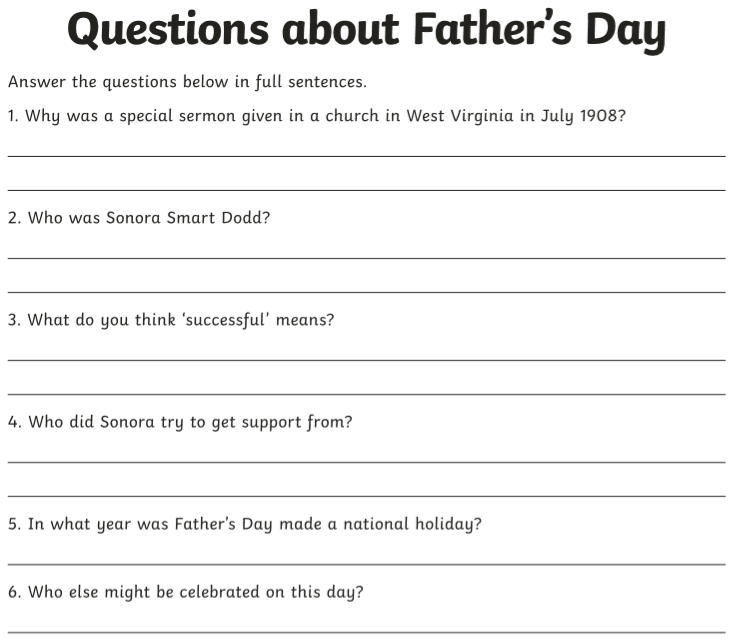 Questions about Father's Day
Answer the questions below in full sentences.
1. Why was a special sermon given in a church in West Virginia in July 1908?
2. Who was Sonora Smart Dodd?
3. What do you think ‘successful’ means?
4. Who did Sonora try to get support from?
5. In what year was Father's Day made a national holiday?
6. Who else might be celebrated on this day?